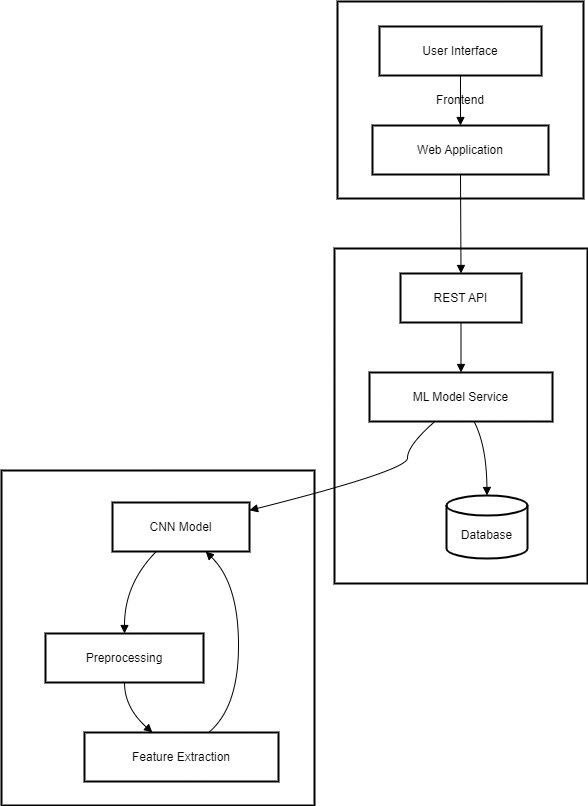 User Interface
Frontend
Web Application
REST API
ML Model Service
CNN Model
Database
Preprocessing
Feature Extraction